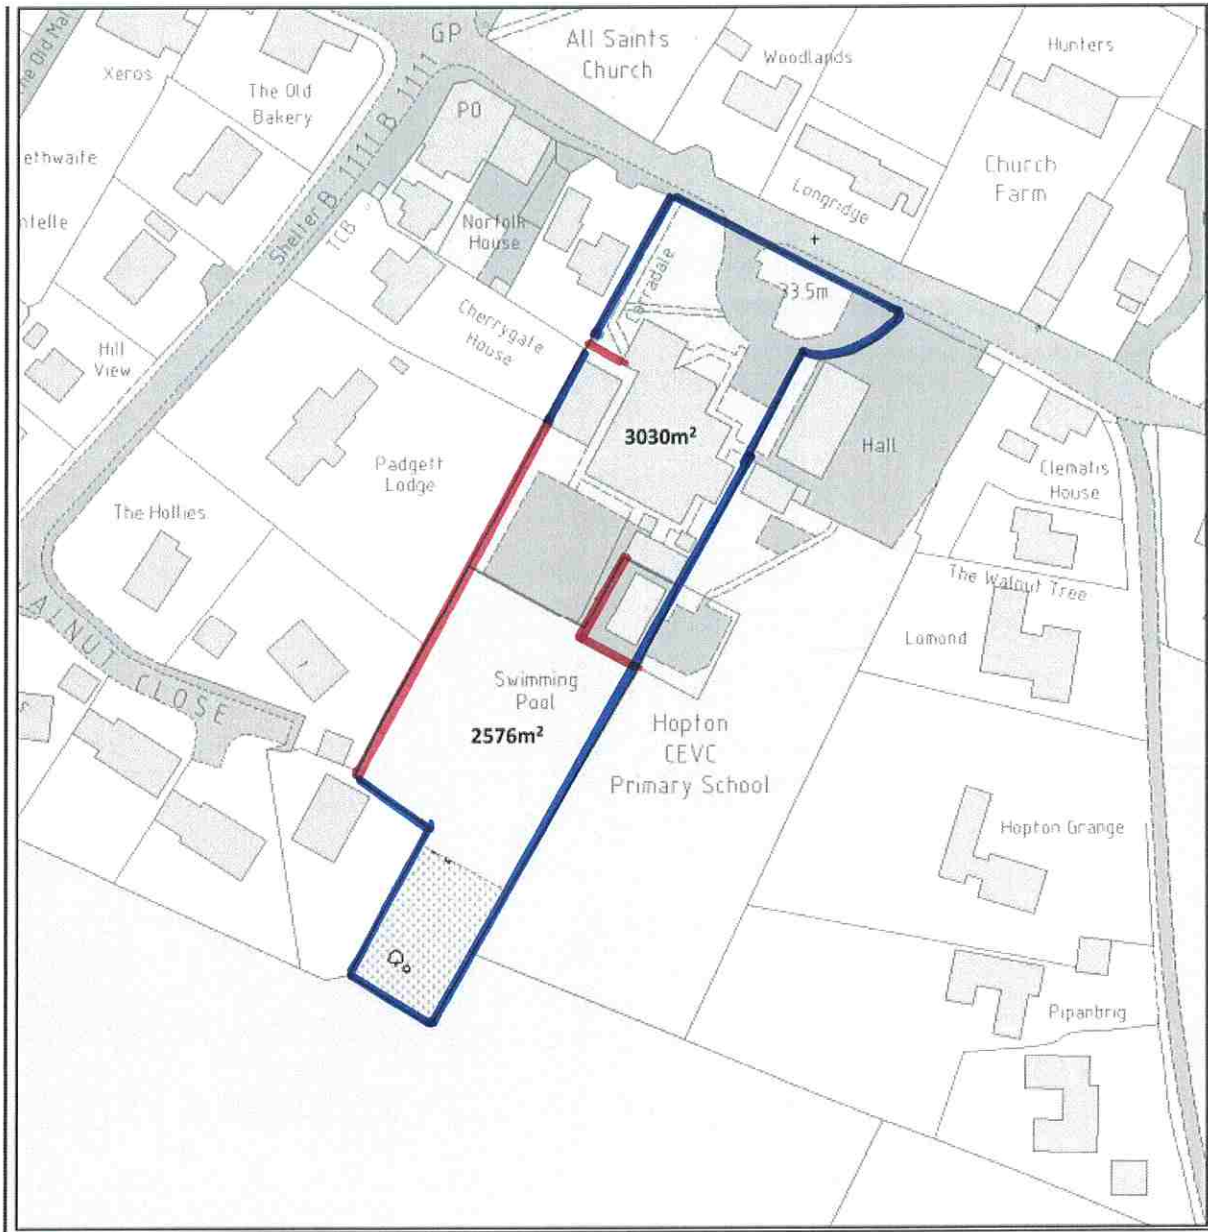 GP
All Saints
Church
Woodlands
Hunters
Xeros
The Old
Bakery
PO
B 1111
B 1111
Shelter
TCB
Norfolk
House
Longridge
Church
Farm
33.5m
Cherrygate
House
Hill
View
3030m²
Hall
Padgett
Lodge
Clematis
House
The Hollies
The Walnut Tree
Lomond
CLOSE
Swimming
Pool
2576m²
Hopton
CEVC
Primary School
Hopton Grange
Pipanbrig